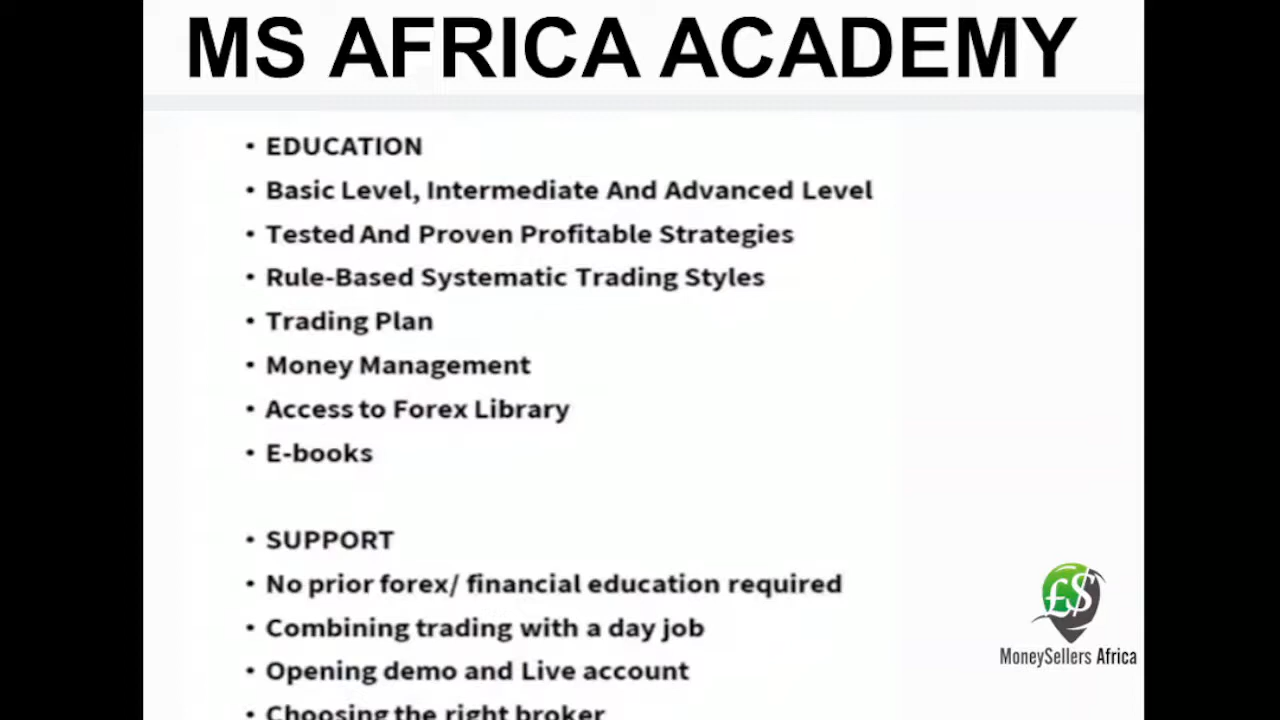 MS AFRICA ACADEMY
• EDUCATION
• Basic Level, Intermediate And Advanced Level
• Tested And Proven Profitable Strategies
• Rule-Based Systematic Trading Styles
• Trading Plan
• Money Management
• Access to Forex Library
• E-books
• SUPPORT
• No prior forex/ financial education required
• Combining trading with a day job
• Opening demo and Live account
• Choosing the right broker
£$
MoneySellers Africa